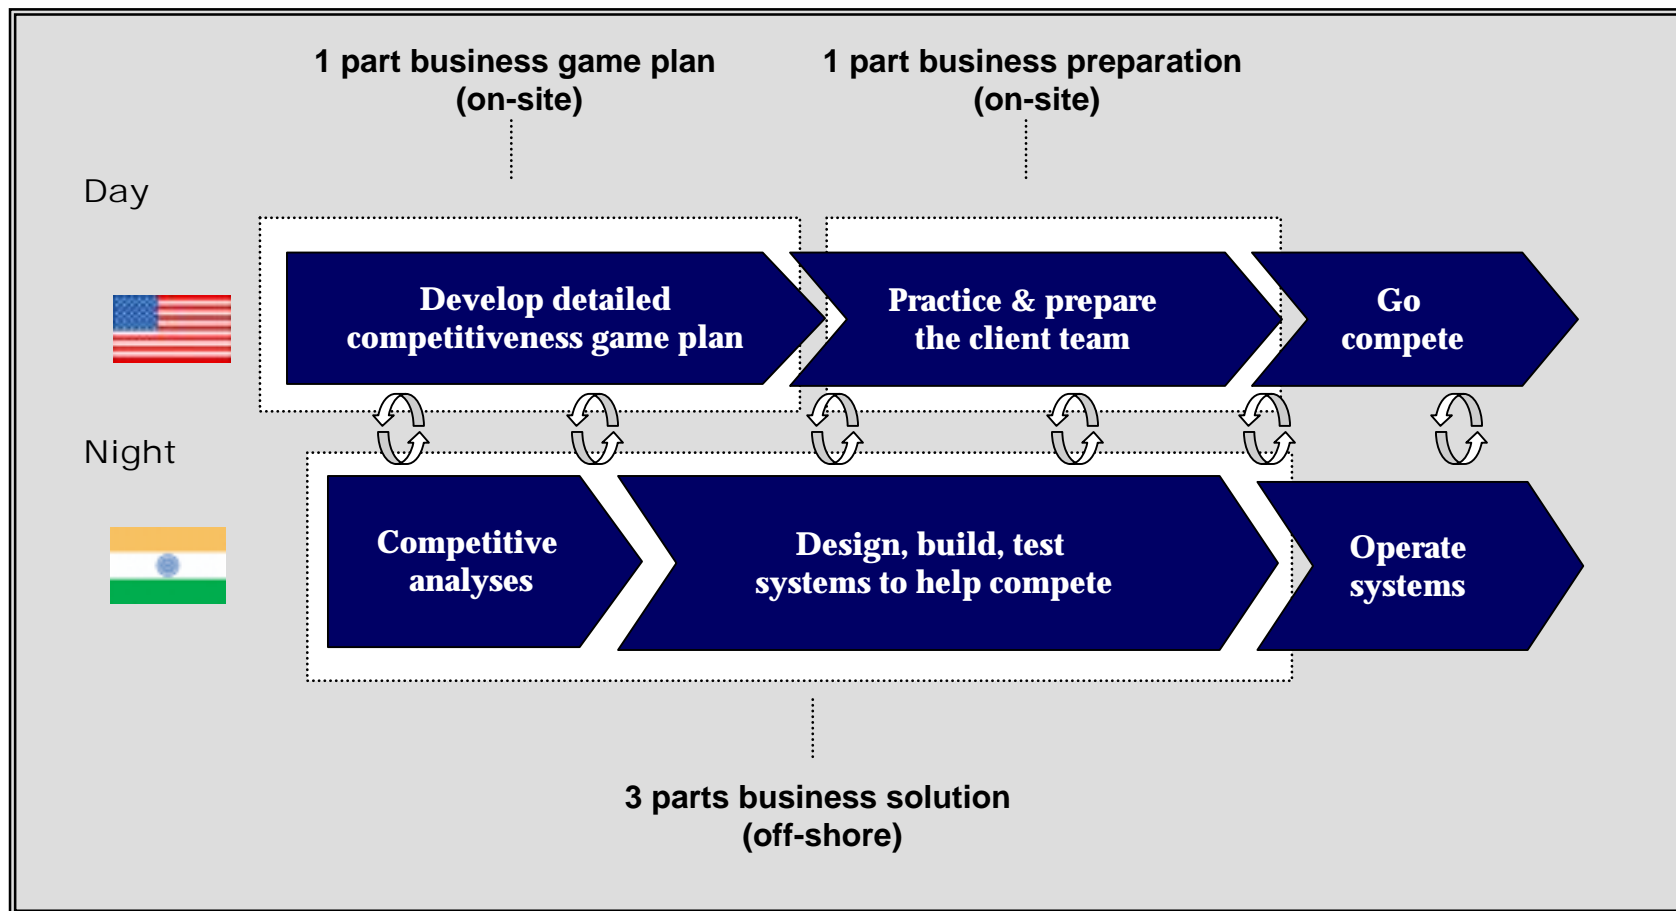 1 part business game plan
(on-site)
1 part business preparation
(on-site)
Day
Develop detailed
competitiveness game plan
Practice & prepare
the client team
Go
compete
Night
Competitive
analyses
Design, build, test
systems to help compete
Operate
systems
3 parts business solution
(off-shore)